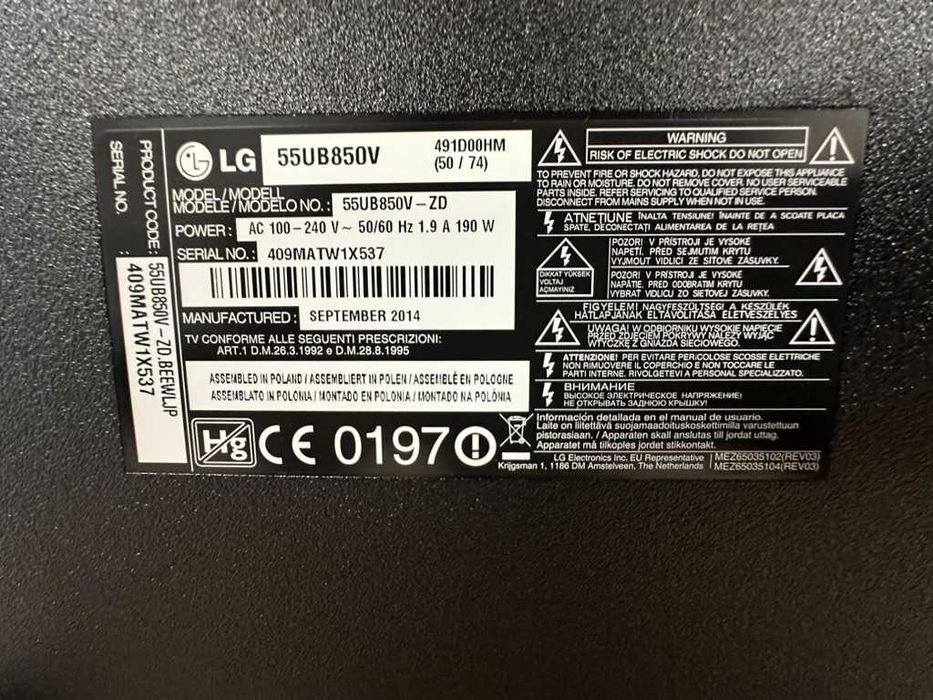 LG 55UB850V 491D00HM
(50 / 74)
MODEL / MODELL
MODELE / MODELO NO. : 55UB850V-ZD
POWER : AC 100-240 V ~ 50/60 Hz 1.9 A 190 W
SERIAL NO. : 409MATW1X537
MANUFACTURED : SEPTEMBER 2014
TV CONFORME ALLE SEGUENTI PRESCRIZIONI:
ART.1 D.M.26.3.1992 e D.M.28.8.1995
ASSEMBLED IN POLAND / ASSEMBLIERT IN POLEN / ASSEMBLÉ EN POLOGNE
ASSEMBLATO IN POLONIA / MONTADO EN POLONIA / MONTADO NA POLÔNIA
Hg CE 0197
PRODUCT CODE : 55UB850V-ZD.BEEWLJP
SERIAL NO. 409MATW1X537
WARNING
RISK OF ELECTRIC SHOCK DO NOT OPEN
TO PREVENT FIRE OR SHOCK HAZARD, DO NOT EXPOSE THIS APPLIANCE
TO RAIN OR MOISTURE. DO NOT REMOVE COVER. NO USER SERVICEABLE
PARTS INSIDE. REFER SERVICING TO QUALIFIED SERVICE PERSON.
DISCONNECT FROM MAINS SUPPLY WHEN NOT IN USE.
ATNEŢIUNE ÎNALTA TENSIUNE! ÎNAINTE DE A SCOATE PLACA
SPATE, DECONECTAŢI ALIMENTAREA DE LA REŢEA
DIKKAT YUKSEK
VOLTAJ
AÇMAYINIZ
POZOR! V PŘÍSTROJI JE VYSOKÉ
NAPĚTÍ. PŘED SEJMUTÍM KRYTU
VYJMOUT VIDLICI ZE SÍŤOVÉ ZÁSUVKY.
POZOR! V PRÍSTROJI JE VYSOKÉ
NAPÄTIE, PRED ODOBRATÍM KRYTU
VYBRAT VIDLICU ZO SIEŤOVEJ ZÁSUVKY.
FIGYELEM! NAGYFESZÜLTSÉG! A KÉSZÜLÉK
HÁTLAPJÁNAK ELTÁVOLÍTÁSA ÉLETVESZÉLYES
UWAGA! W ODBIORNIKU WYSOKIE NAPIĘCIE
PRZED ZDJĘCIEM POKRYWY NALEŻY WYJĄĆ
WTYCZKĘ Z GNIAZDA SIECIOWEGO.
ATTENZIONE! PER EVITARE PERICOLOSE SCOSSE ELETTRICHE
NON RIMUOVERE IL COPERCHIO E NON TOCCARE LE
PARTI INTERNE. RIVOLGETEVI A PERSONAL SPECIALIZZATO.
ВНИМАНИЕ
ВЫСОКОЕ ЭЛЕКТРИЧЕСКОЕ НАПРЯЖЕНИЕ!
НЕ ОТКРЫВАТЬ ЗАДНЮЮ КРЫШКУ!
Información detallada en el manual de usuario.
Laite on liitettävä suojamaadoituskoskettimilla varustettuun
pistorasiaan. / Apparaten skall anslutas till jordat uttag.
Apparatet må tilkoples jordet stikkontakt.
LG Electronics Inc. EU Representative
Krijgsman 1, 1186 DM Amstelveen, The Netherlands
MEZ65035102(REV03)
MEZ65035104(REV03)